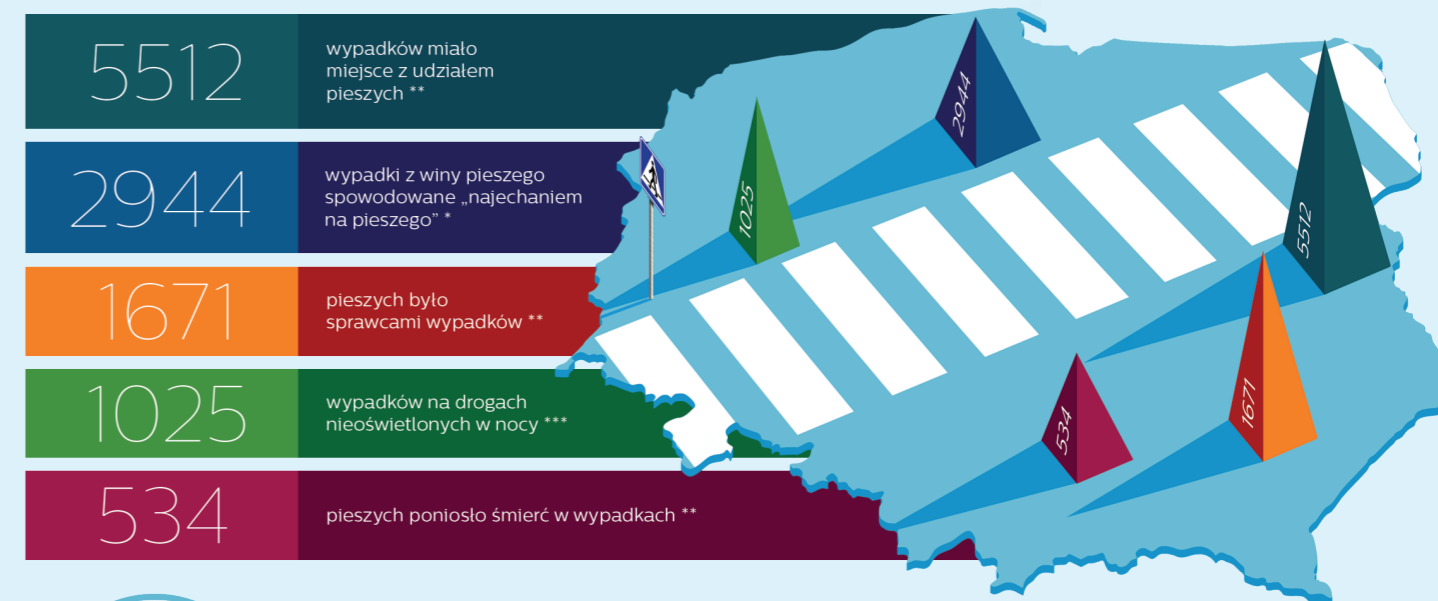 5512
wypadków miało
miejsce z udziałem
pieszych **
2944
wypadki z winy pieszego
spowodowane „najechaniem
na pieszego” *
1671
pieszych było
sprawcami wypadków **
1025
wypadków na drogach
nieoświetlonych w nocy ***
534
pieszych poniosło śmierć w wypadkach **
2944
1025
5512
1671
534